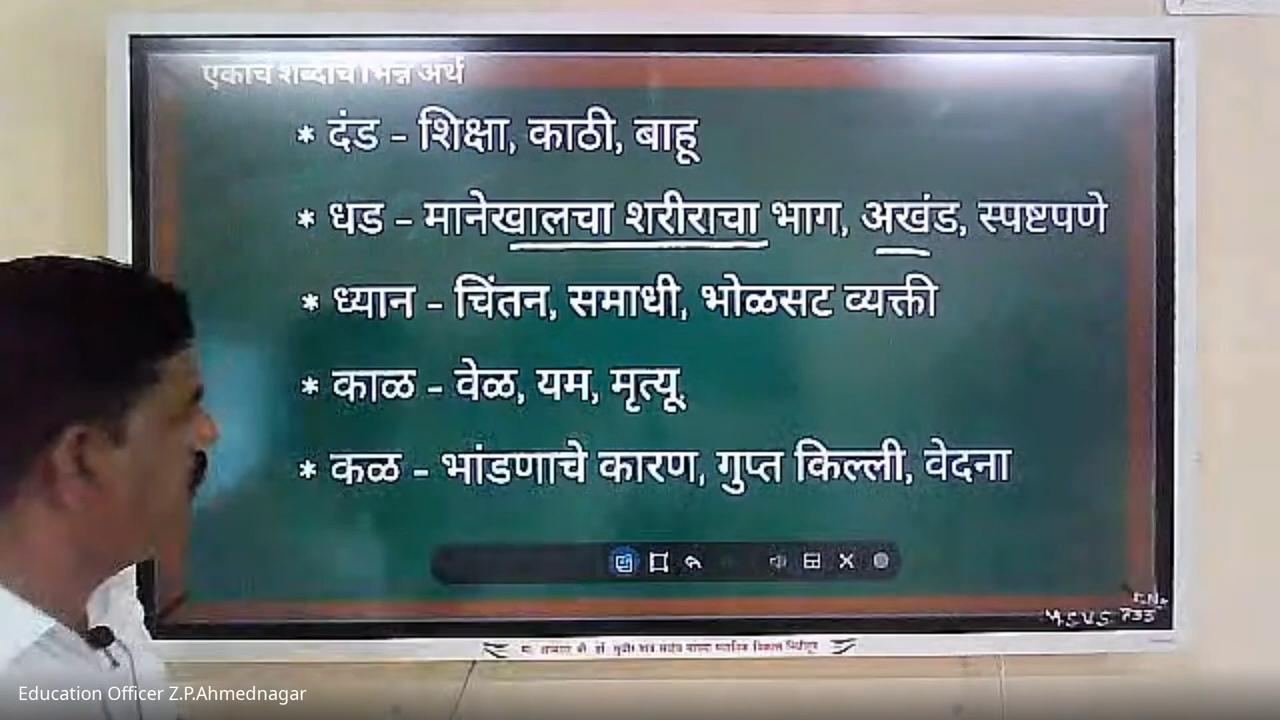 एकाच शब्दाचे भिन्न अर्थ
* दंड – शिक्षा, काठी, बाहू
* धड – मानेखालचा शरीराचा भाग, अखंड, स्पष्टपणे
* ध्यान – चिंतन, समाधी, भोळसट व्यक्ती
* काळ – वेळ, यम, मृत्यू.
* कळ – भांडणाचे कारण, गुप्त किल्ली, वेदना
Education Officer Z.P.Ahmednagar